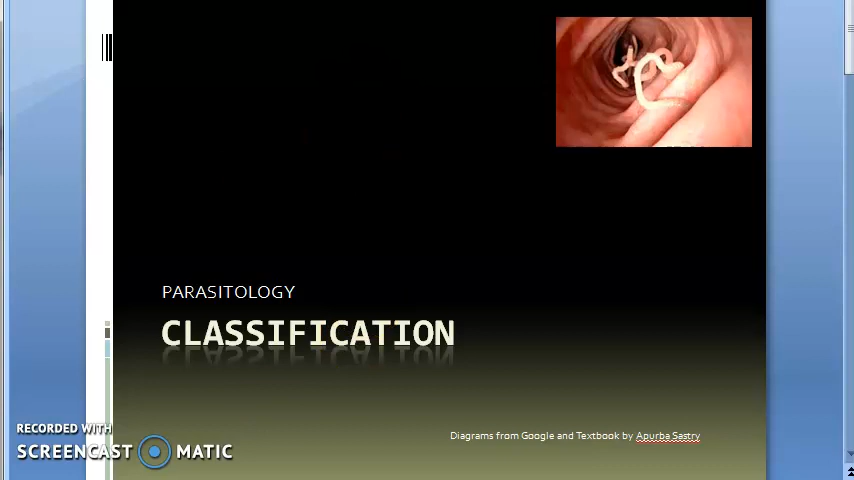 PARASITOLOGY
CLASSIFICATION
Diagrams from Google and Textbook by Apurba Sastry
RECORDED WITH
SCREENCAST MATIC